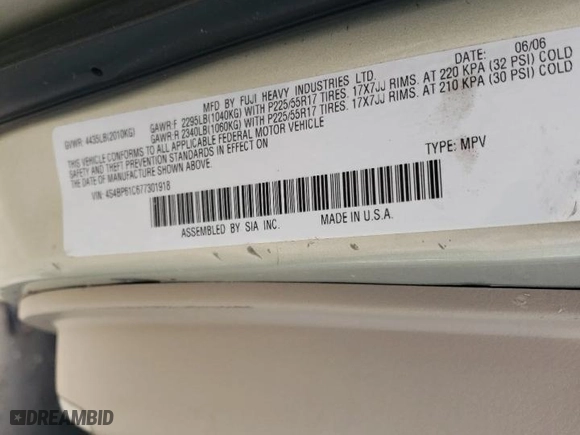 MFD BY FUJI HEAVY INDUSTRIES LTD. DATE: 06/06
GVWR: 4435LB(2010KG) GAWR:F 2295LB(1040KG) WITH P225/55R17 TIRES. 17X7JJ RIMS. AT 220 KPA (32 PSI) COLD
GAWR:R 2340LB(1060KG) WITH P225/55R17 TIRES. 17X7JJ RIMS. AT 210 KPA (30 PSI) COLD
THIS VEHICLE CONFORMS TO ALL APPLICABLE FEDERAL MOTOR VEHICLE
SAFETY AND THEFT PREVENTION STANDARDS IN EFFECT ON
THE DATE OF MANUFACTURE SHOWN ABOVE.
VIN: 4S4BP61C677301918 TYPE: MPV
ASSEMBLED BY SIA INC. MADE IN U.S.A.
© DREAMBID